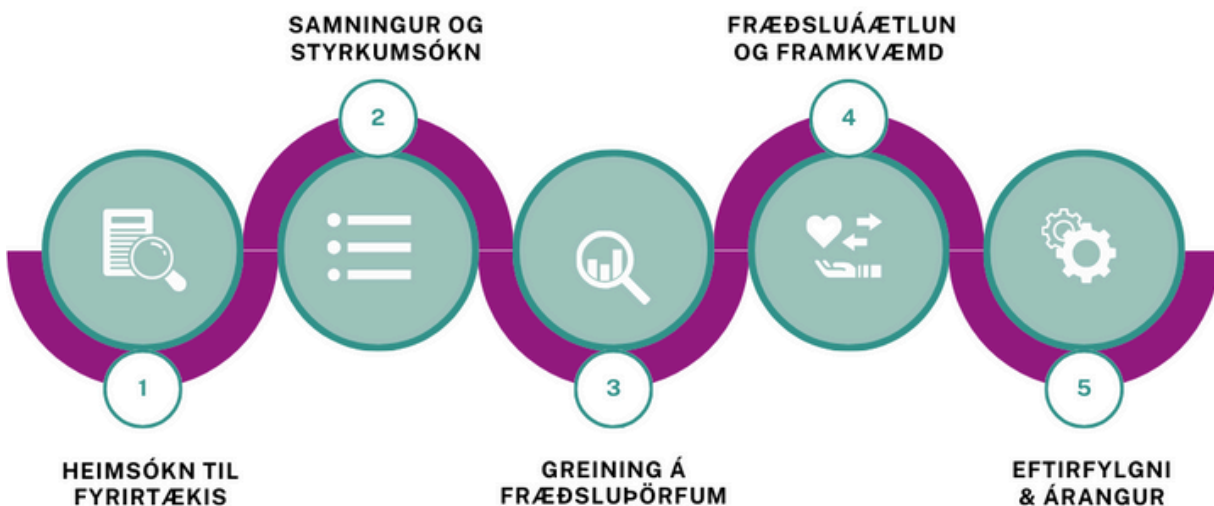 SAMNINGUR OG
STYRKUMSÓKN
FRÆÐSLUÁÆTLUN
OG FRAMKVÆMD
2
4
1
3
5
HEIMSÓKN TIL
FYRIRTÆKIS
GREINING Á
FRÆÐSLUÞÖRFUM
EFTIRFYLGNI
& ÁRANGUR